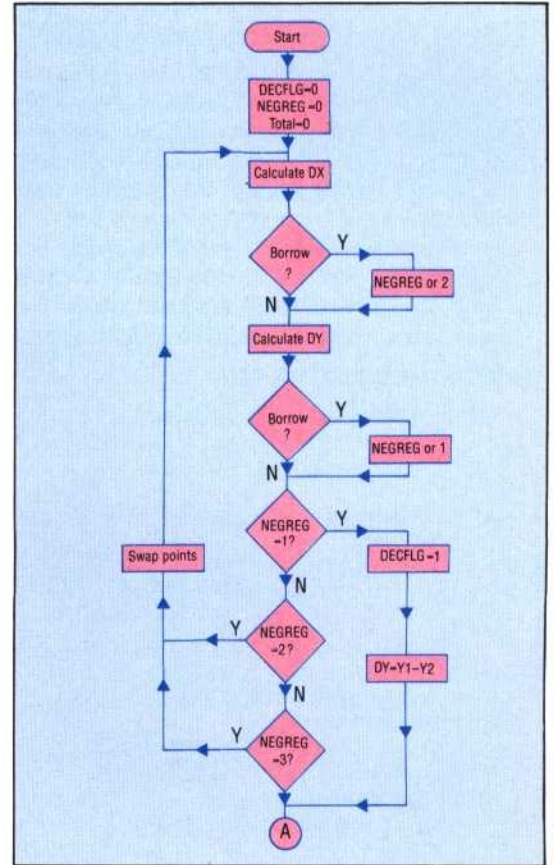 Start
DECFLG=0
NEGREG =0
Total=0
Calculate DX
Borrow
?
Y
NEGREG or 2
N
Calculate DY
Borrow
?
Y
NEGREG or 1
N
NEGREG
=1?
Y
DECFLG =1
Swap points
N
Y
NEGREG
=2?
DY=Y1-Y2
N
Y
NEGREG
=3?
A